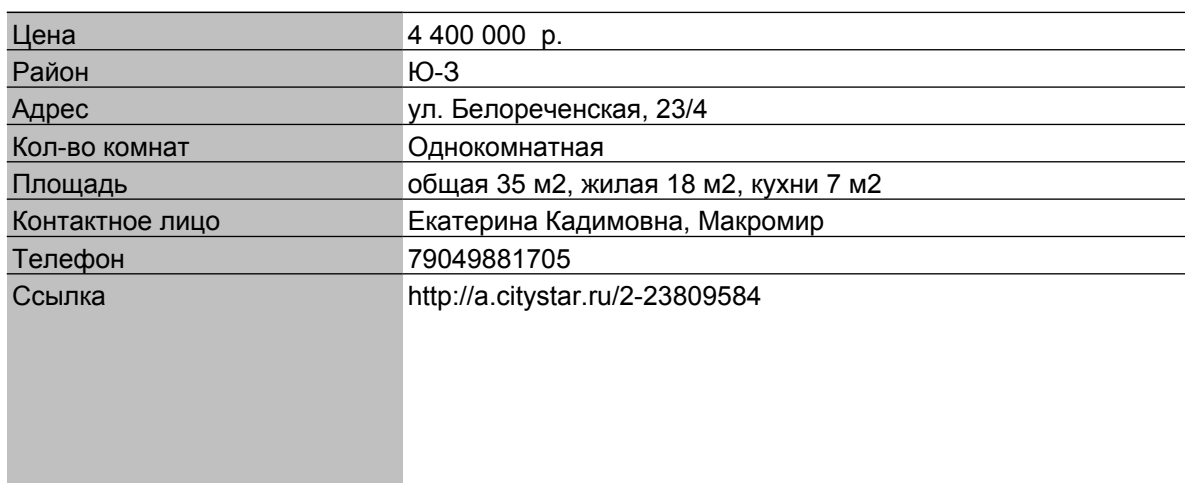 Цена 4 400 000 р.
Район Ю-З
Адрес ул. Белореченская, 23/4
Кол-во комнат Однокомнатная
Площадь общая 35 м2, жилая 18 м2, кухни 7 м2
Контактное лицо Екатерина Кадимовна, Макромир
Телефон 79049881705
Ссылка http://a.citystar.ru/2-23809584